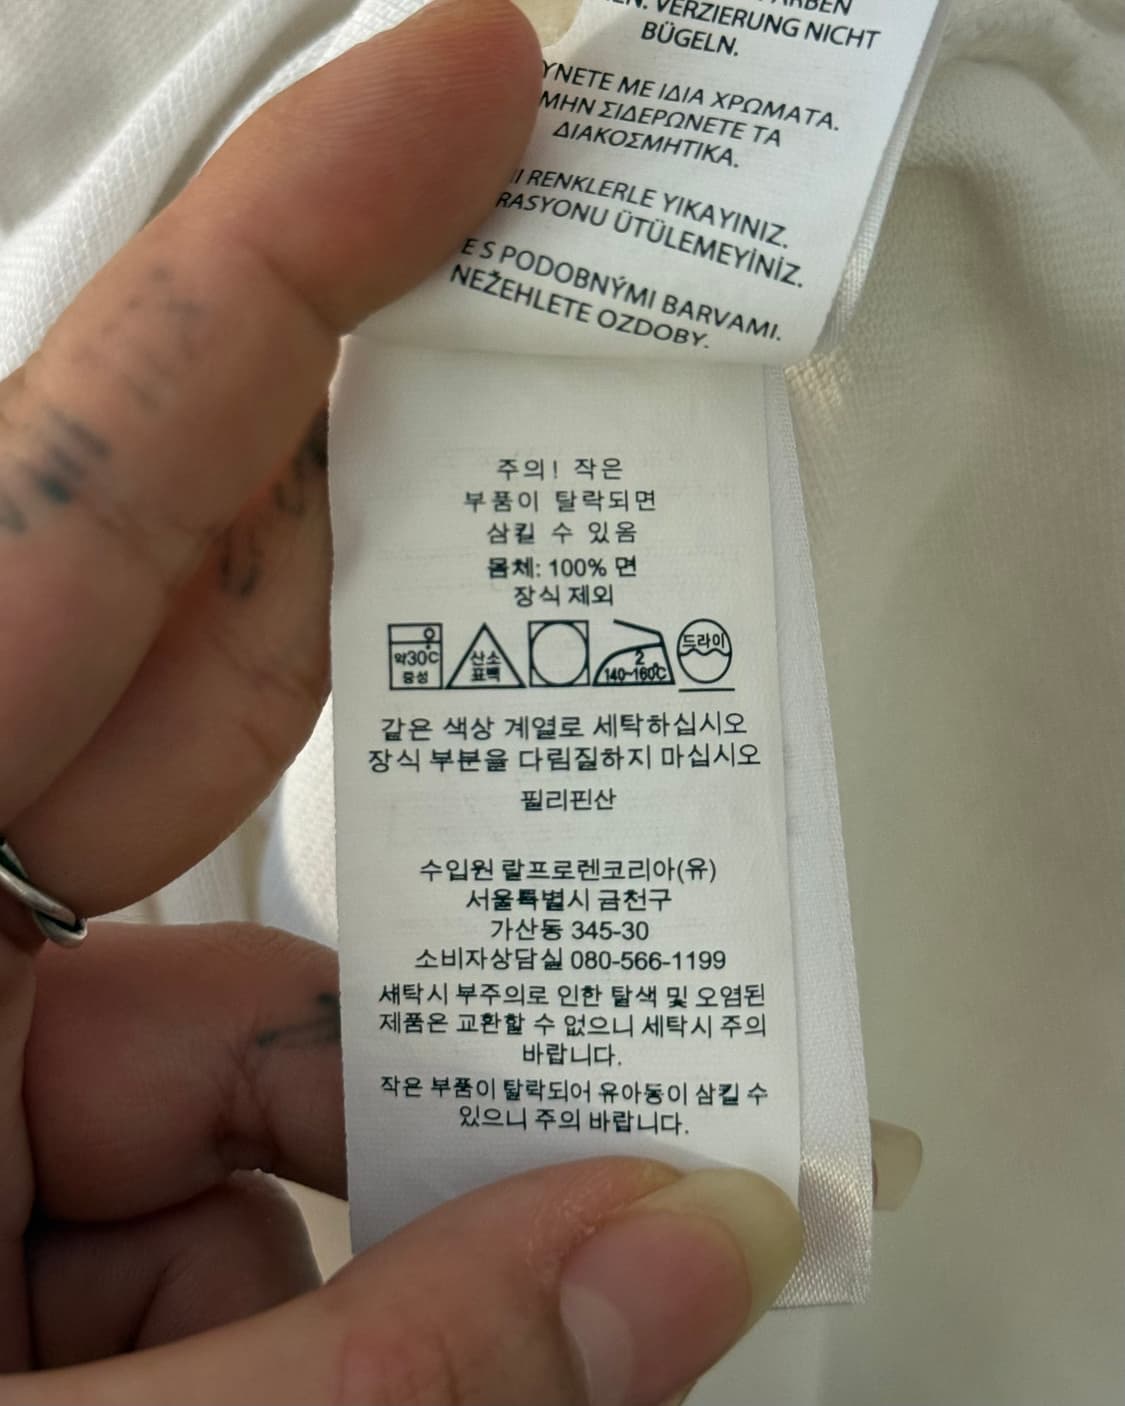 VERZIERUNG NICHT
BÜGELN.
ΜΕ ΙΔΙΑ ΧΡΩΜΑΤΑ.
ΜΗΝ ΣΙΔΕΡΩΝΕΤΕ ΤΑ
ΔΙΑΚΟΣΜΗΤΙΚΑ.
RENKLERLE YIKAYINIZ.
ÜTÜLEMEYİNİZ.
S PODOBNÝMI BARVAMI.
NEŽEHLETE OZDOBY.
주의! 작은
부품이 탈락되면
삼킬 수 있음
몸체: 100% 면
장식 제외
약30C
중성
산소
표백
2
140~160℃
드라이
같은 색상 계열로 세탁하십시오
장식 부분을 다림질하지 마십시오
필리핀산
수입원 랄프로렌코리아(유)
서울특별시 금천구
가산동 345-30
소비자상담실 080-566-1199
세탁시 부주의로 인한 탈색 및 오염된
제품은 교환할 수 없으니 세탁시 주의
바랍니다.
작은 부품이 탈락되어 유아동이 삼킬 수
있으니 주의 바랍니다.